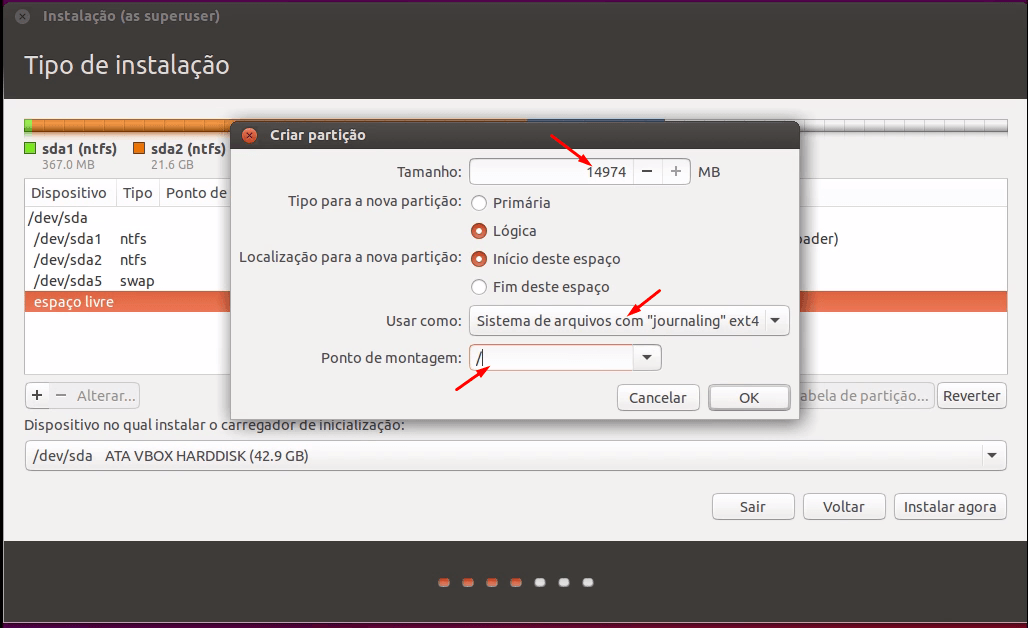 Instalação (as superuser)
Tipo de instalação
sda1 (ntfs) sda2 (ntfs)
367.0 MB 21.6 GB
Dispositivo Tipo Ponto de
/dev/sda
/dev/sda1 ntfs
/dev/sda2 ntfs
/dev/sda5 swap
espaço livre
Criar partição
Tamanho: 14974 MB
Tipo para a nova partição: Primária
Lógica
Localização para a nova partição: Início deste espaço
Fim deste espaço
Usar como: Sistema de arquivos com "journaling" ext4
Ponto de montagem: /
Cancelar OK
+ − Alterar... de partição... Reverter
Dispositivo no qual instalar o carregador de inicialização:
/dev/sda ATA VBOX HARDDISK (42.9 GB)
Sair Voltar Instalar agora